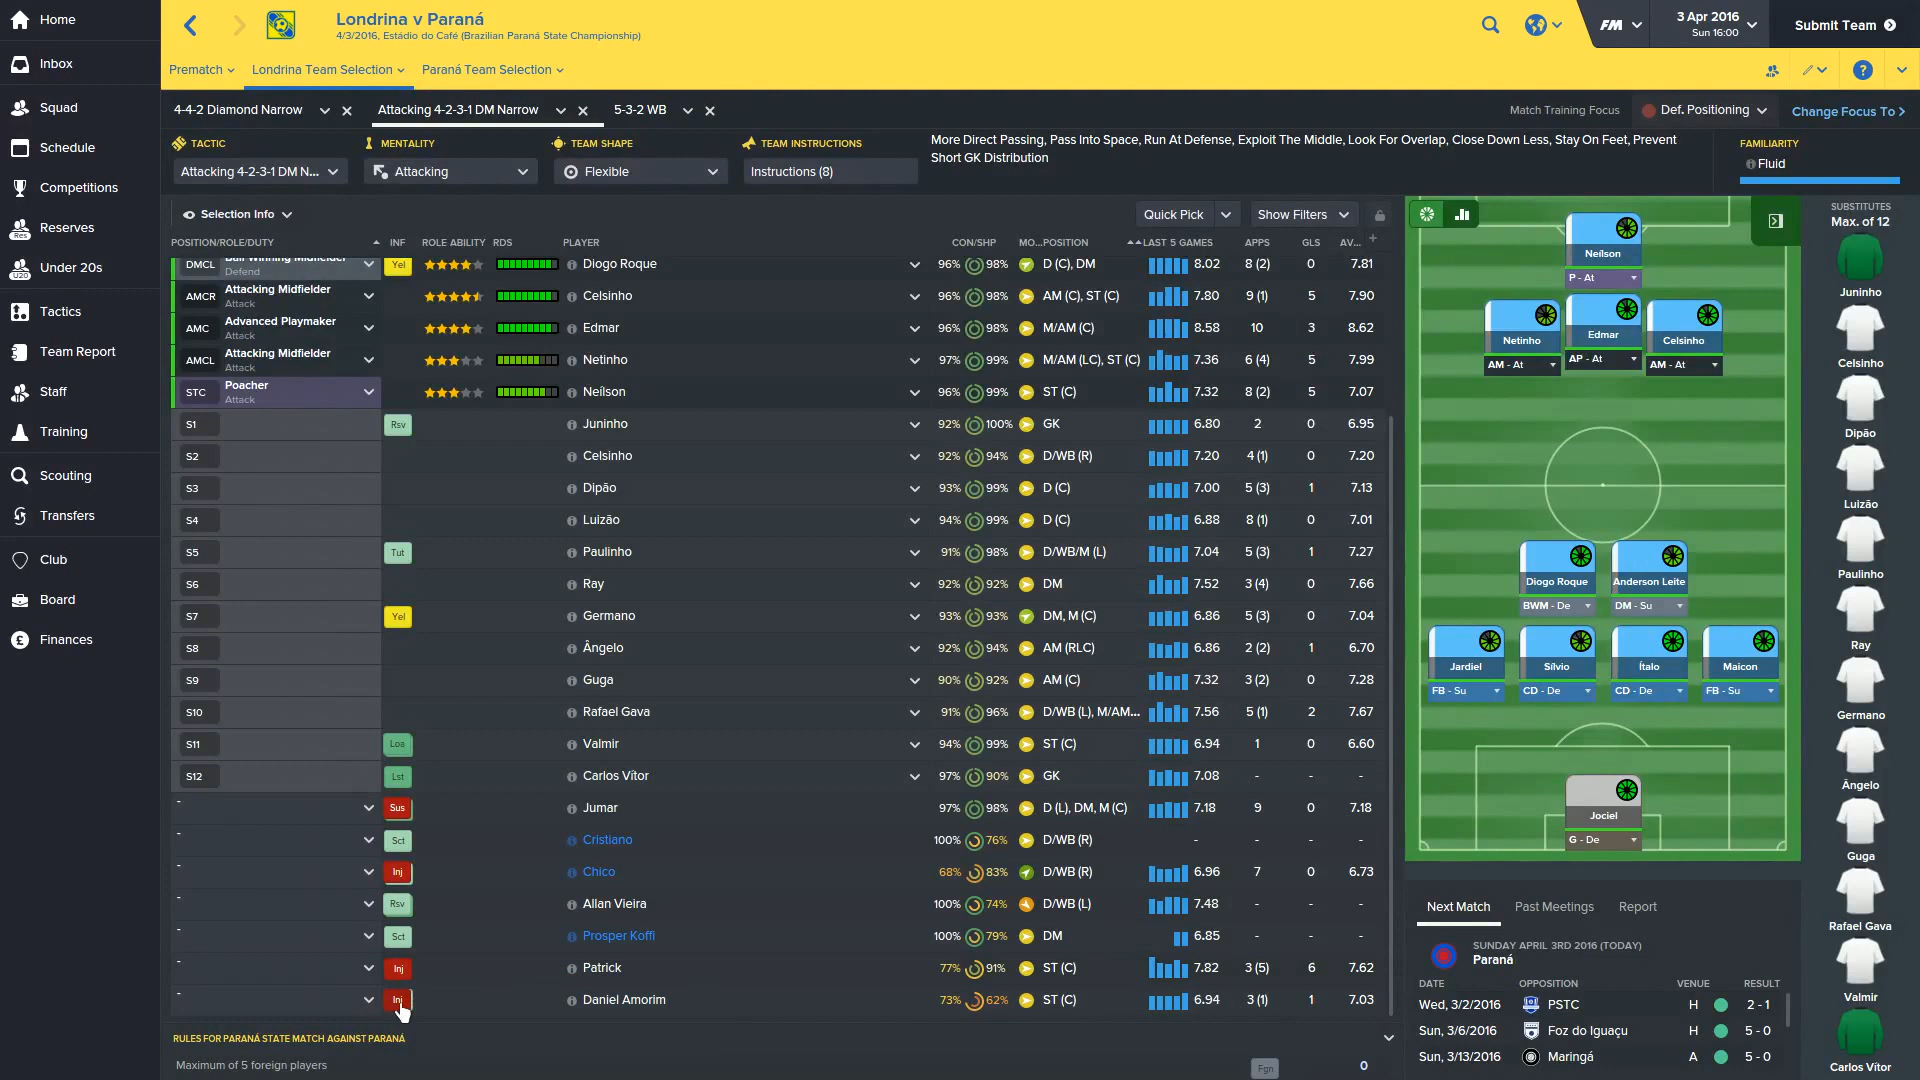 Home
Inbox
Squad
Schedule
Competitions
Reserves
Under 20s
Tactics
Team Report
Staff
Training
Scouting
Transfers
Club
Board
Finances
Londrina v Paraná
4/3/2016, Estádio do Café (Brazilian Paraná State Championship)
FM
3 Apr 2016
Sun 16:00
Submit Team
Prematch
Londrina Team Selection
Paraná Team Selection
4-4-2 Diamond Narrow
Attacking 4-2-3-1 DM Narrow
5-3-2 WB
Match Training Focus
Def. Positioning
Change Focus To >
TACTIC
MENTALITY
TEAM SHAPE
TEAM INSTRUCTIONS
Attacking 4-2-3-1 DM N...
Attacking
Flexible
Instructions (8)
More Direct Passing, Pass Into Space, Run At Defense, Exploit The Middle, Look For Overlap, Close Down Less, Stay On Feet, Prevent
Short GK Distribution
FAMILIARITY
Fluid
Selection Info
Quick Pick
Show Filters
POSITION/ROLE/DUTY INF ROLE ABILITY RDS PLAYER CON/SHP MO... POSITION LAST 5 GAMES APPS GLS AV...
DMCL Ball Winning Midfielder Defend Yel Diogo Roque 96% 98% D (C), DM 8.02 8 (2) 0 7.81
AMCR Attacking Midfielder Attack Celsinho 96% 98% AM (C), ST (C) 7.80 9 (1) 5 7.90
AMC Advanced Playmaker Attack Edmar 96% 98% M/AM (C) 8.58 10 3 8.62
AMCL Attacking Midfielder Attack Netinho 97% 99% M/AM (LC), ST (C) 7.36 6 (4) 5 7.99
STC Poacher Attack Neílson 96% 99% ST (C) 7.32 8 (2) 5 7.07
S1 Rsv Juninho 92% 100% GK 6.80 2 0 6.95
S2 Celsinho 92% 94% D/WB (R) 7.20 4 (1) 0 7.20
S3 Dipão 93% 99% D (C) 7.00 5 (3) 1 7.13
S4 Luizão 94% 99% D (C) 6.88 8 (1) 0 7.01
S5 Tut Paulinho 91% 98% D/WB/M (L) 7.04 5 (3) 1 7.27
S6 Ray 92% 92% DM 7.52 3 (4) 0 7.66
S7 Yel Germano 93% 93% DM, M (C) 6.86 5 (3) 0 7.04
S8 Ângelo 92% 94% AM (RLC) 6.86 2 (2) 1 6.70
S9 Guga 90% 92% AM (C) 7.32 3 (2) 0 7.28
S10 Rafael Gava 91% 96% D/WB (L), M/AM... 7.56 5 (1) 2 7.67
S11 Loa Valmir 94% 99% ST (C) 6.94 1 0 6.60
S12 Lst Carlos Vítor 97% 90% GK 7.08 - - -
- Sus Jumar 97% 98% D (L), DM, M (C) 7.18 9 0 7.18
- Sct Cristiano 100% 76% D/WB (R) - - - -
- Inj Chico 68% 83% D/WB (R) 6.96 7 0 6.73
- Rsv Allan Vieira 100% 74% D/WB (L) 7.48 - - -
- Sct Prosper Koffi 100% 79% DM 6.85 - - -
- Inj Patrick 77% 91% ST (C) 7.82 3 (5) 6 7.62
- Inj Daniel Amorim 73% 62% ST (C) 6.94 3 (1) 1 7.03
RULES FOR PARANÁ STATE MATCH AGAINST PARANÁ
Maximum of 5 foreign players Fgn 0
Neílson
P - At
Netinho Edmar Celsinho
AM - At AP - At AM - At
Diogo Roque Anderson Leite
BWM - De DM - Su
Jardiel Sílvio Ítalo Maicon
FB - Su CD - De CD - De FB - Su
Jociel
G - De
SUBSTITUTES
Max. of 12
Juninho
Celsinho
Dipão
Luizão
Paulinho
Ray
Germano
Ângelo
Guga
Rafael Gava
Valmir
Carlos Vítor
Next Match Past Meetings Report
SUNDAY APRIL 3RD 2016 (TODAY)
Paraná
DATE OPPOSITION VENUE RESULT
Wed, 3/2/2016 PSTC H 2 - 1
Sun, 3/6/2016 Foz do Iguaçu H 5 - 0
Sun, 3/13/2016 Maringá A 5 - 0